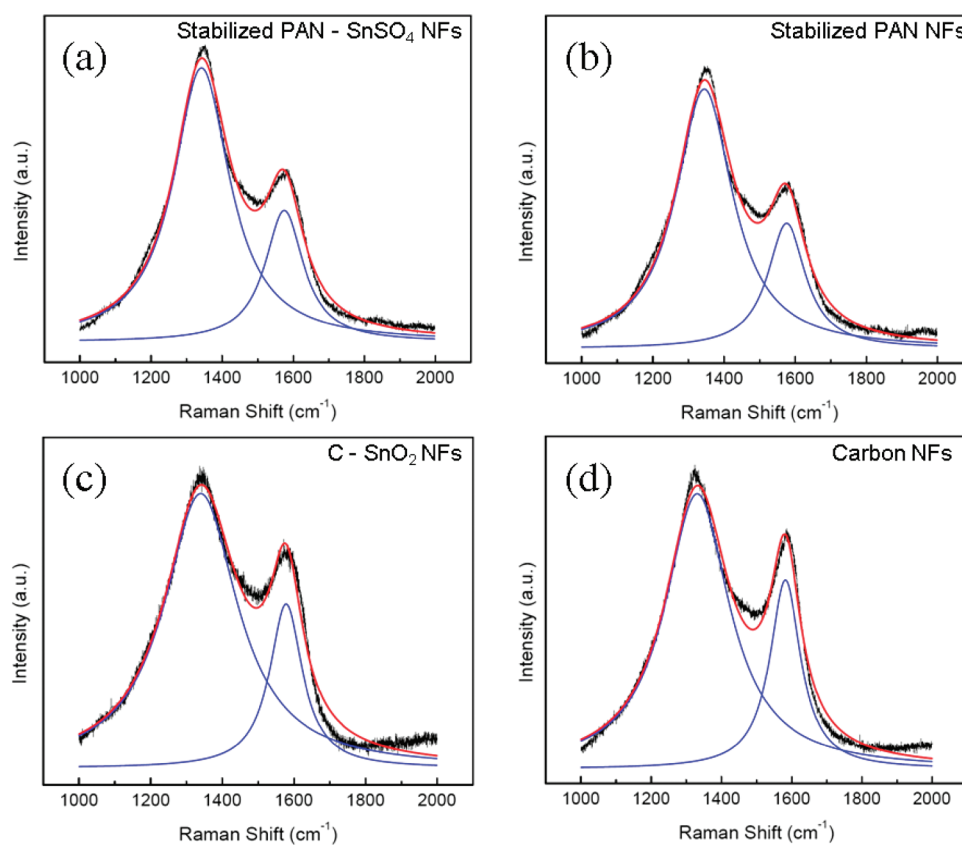 (a)
Stabilized PAN - SnSO₄ NFs
Intensity (a.u.)
1000 1200 1400 1600 1800 2000
Raman Shift (cm⁻¹)
(b)
Stabilized PAN NFs
Intensity (a.u.)
1000 1200 1400 1600 1800 2000
Raman Shift (cm⁻¹)
(c)
C - SnO₂ NFs
Intensity (a.u.)
1000 1200 1400 1600 1800 2000
Raman Shift (cm⁻¹)
(d)
Carbon NFs
Intensity (a.u.)
1000 1200 1400 1600 1800 2000
Raman Shift (cm⁻¹)